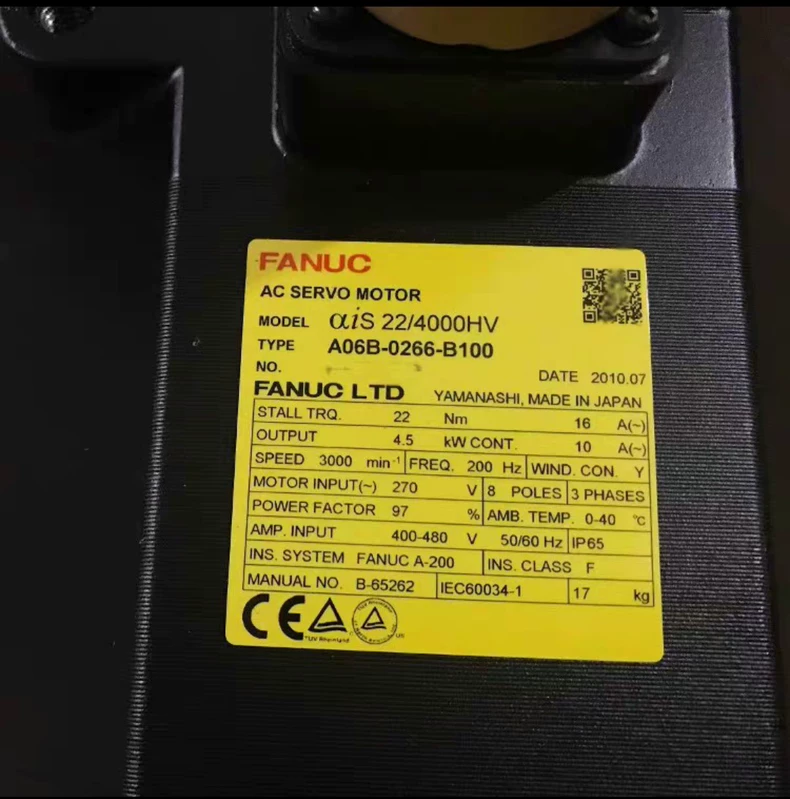 FANUC
AC SERVO MOTOR
MODEL αiS 22/4000HV
TYPE A06B-0266-B100
NO.
DATE 2010.07
FANUC LTD YAMANASHI, MADE IN JAPAN
STALL TRQ. 22 Nm 16 A(~)
OUTPUT 4.5 kW CONT. 10 A(~)
SPEED 3000 min⁻¹ FREQ. 200 Hz WIND. CON. Y
MOTOR INPUT(~) 270 V 8 POLES 3 PHASES
POWER FACTOR 97 % AMB. TEMP. 0-40 ℃
AMP. INPUT 400-480 V 50/60 Hz IP65
INS. SYSTEM FANUC A-200 INS. CLASS F
MANUAL NO. B-65262 IEC60034-1 17 kg
CE
TÜV Rheinland
US